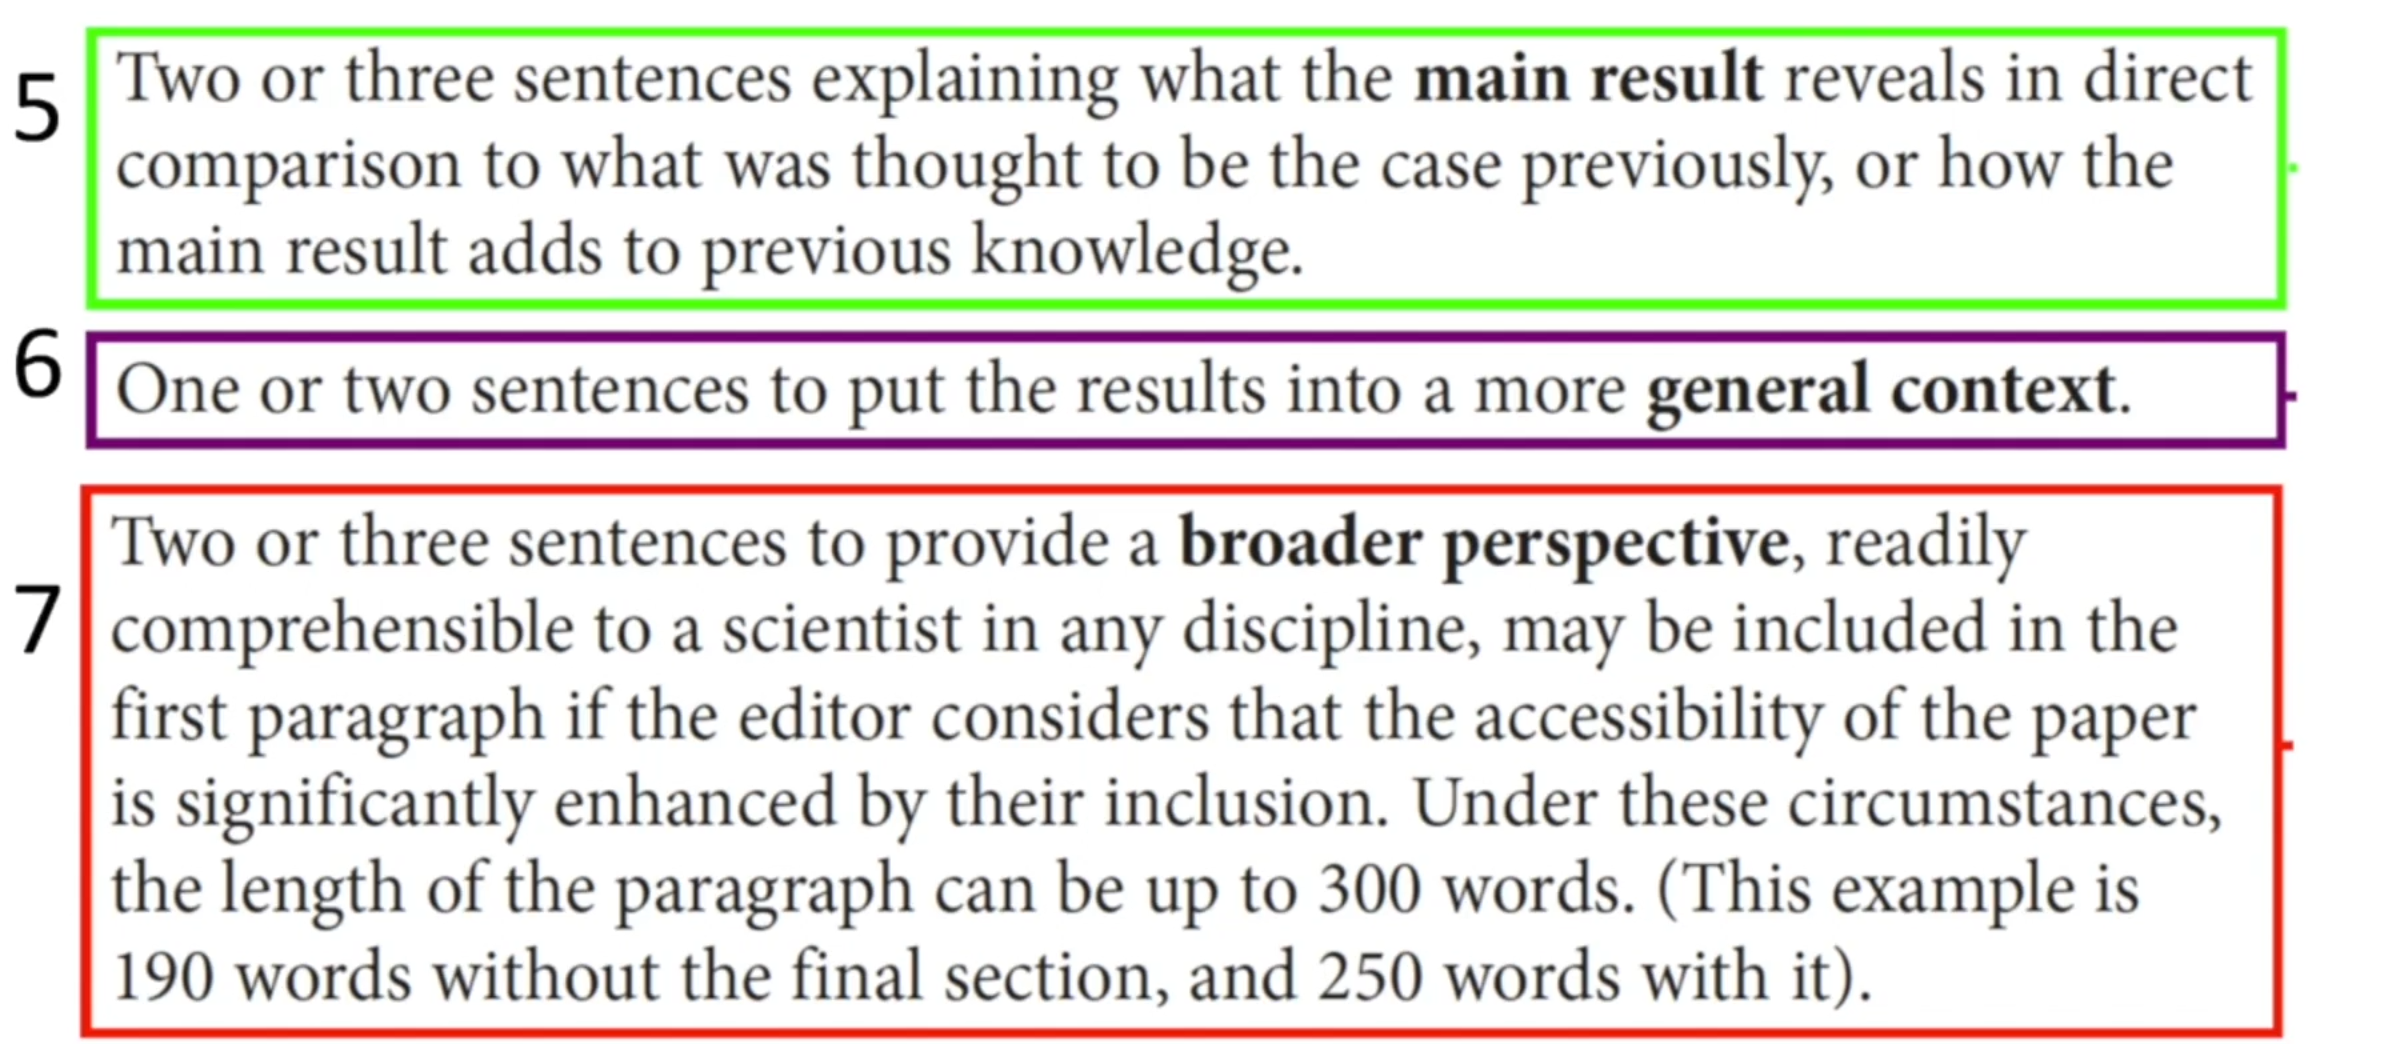 5
Two or three sentences explaining what the main result reveals in direct
comparison to what was thought to be the case previously, or how the
main result adds to previous knowledge.
6
One or two sentences to put the results into a more general context.
7
Two or three sentences to provide a broader perspective, readily
comprehensible to a scientist in any discipline, may be included in the
first paragraph if the editor considers that the accessibility of the paper
is significantly enhanced by their inclusion. Under these circumstances,
the length of the paragraph can be up to 300 words. (This example is
190 words without the final section, and 250 words with it).